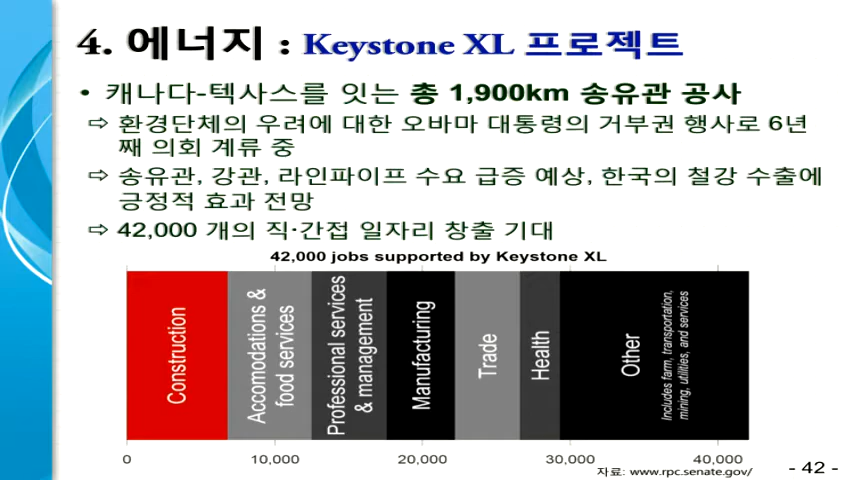 4. 에너지 : Keystone XL 프로젝트
• 캐나다-텍사스를 잇는 총 1,900km 송유관 공사
⇨ 환경단체의 우려에 대한 오바마 대통령의 거부권 행사로 6년
째 의회 계류 중
⇨ 송유관, 강관, 라인파이프 수요 급증 예상, 한국의 철강 수출에
긍정적 효과 전망
⇨ 42,000 개의 직·간접 일자리 창출 기대
42,000 jobs supported by Keystone XL
Construction
Accomodations &
food services
Professional services
& management
Manufacturing
Trade
Health
Other
Includes farm, transportation,
mining, utilities, and services
0 10,000 20,000 30,000 40,000
자료: www.rpc.senate.gov/
- 42 -